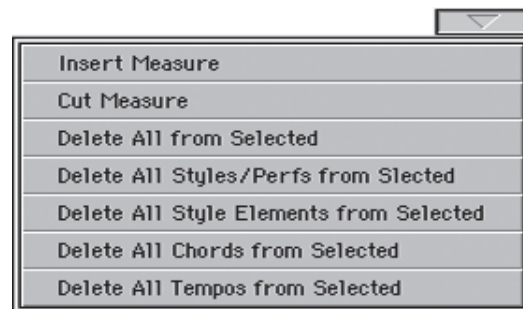 Insert Measure
Cut Measure
Delete All from Selected
Delete All Styles/Perfs from Slected
Delete All Style Elements from Selected
Delete All Chords from Selected
Delete All Tempos from Selected